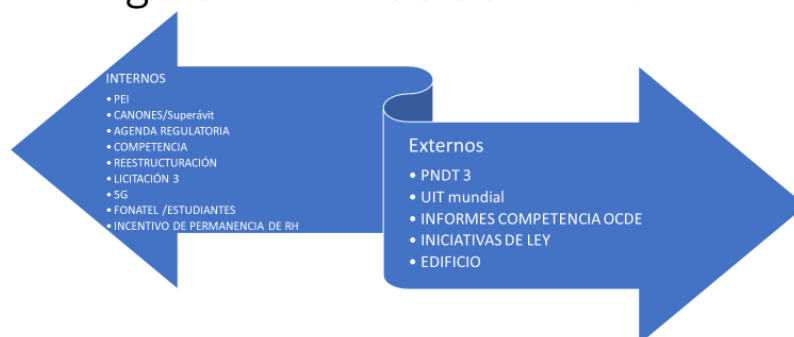 INTERNOS
• PEI
• CANONES/Superávit
• AGENDA REGULATORIA
• COMPETENCIA
• REESTRUCTURACIÓN
• LICITACIÓN 3
• 5G
• FONATEL /ESTUDIANTES
• INCENTIVO DE PERMANENCIA DE RH
Externos
• PNDT 3
• UIT mundial
• INFORMES COMPETENCIA OCDE
• INICIATIVAS DE LEY
• EDIFICIO